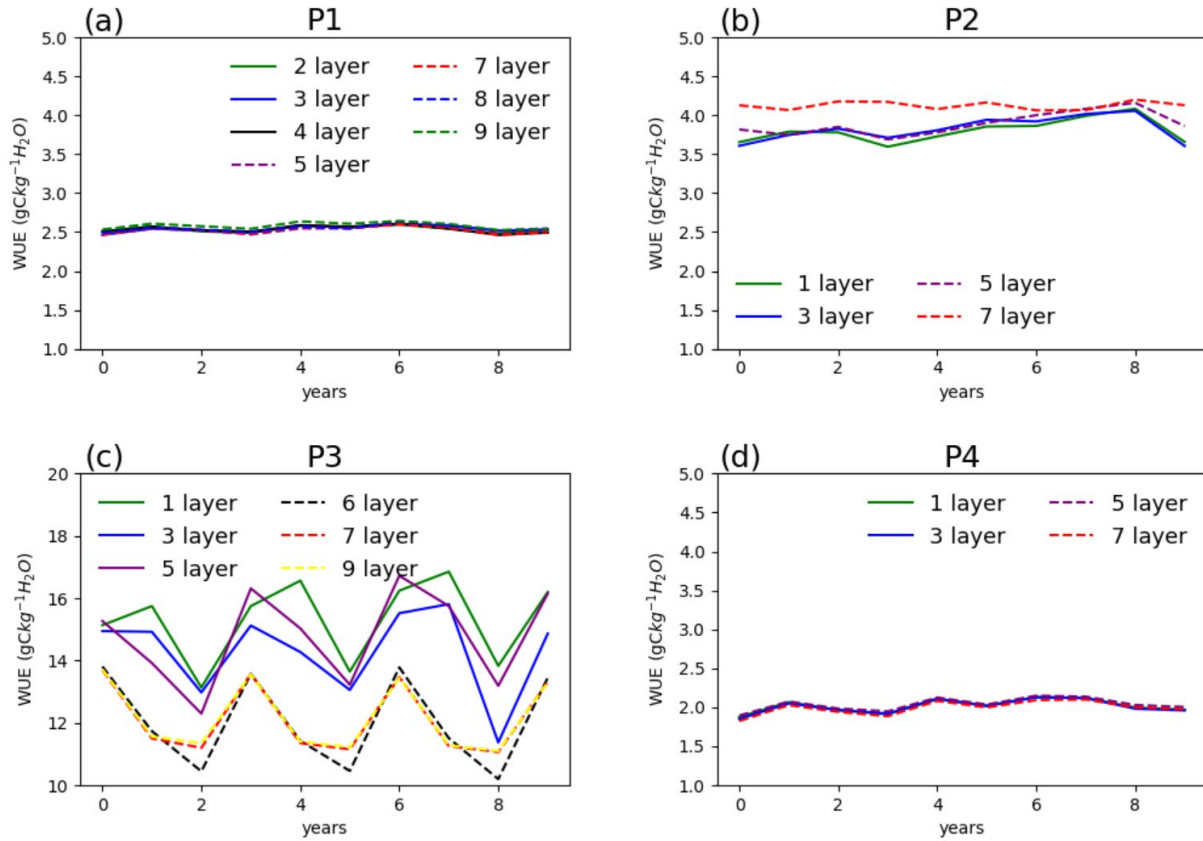 (a) P1
5.0
4.5
4.0
3.5
3.0
2.5
2.0
1.5
1.0
WUE (gCkg⁻¹H₂O)
2 layer
3 layer
4 layer
5 layer
7 layer
8 layer
9 layer
0 2 4 6 8
years
(b) P2
5.0
4.5
4.0
3.5
3.0
2.5
2.0
1.5
1.0
WUE (gCkg⁻¹H₂O)
1 layer
3 layer
5 layer
7 layer
0 2 4 6 8
years
(c) P3
20
18
16
14
12
10
WUE (gCkg⁻¹H₂O)
1 layer
3 layer
5 layer
6 layer
7 layer
9 layer
0 2 4 6 8
years
(d) P4
5.0
4.5
4.0
3.5
3.0
2.5
2.0
1.5
1.0
WUE (gCkg⁻¹H₂O)
1 layer
3 layer
5 layer
7 layer
0 2 4 6 8
years